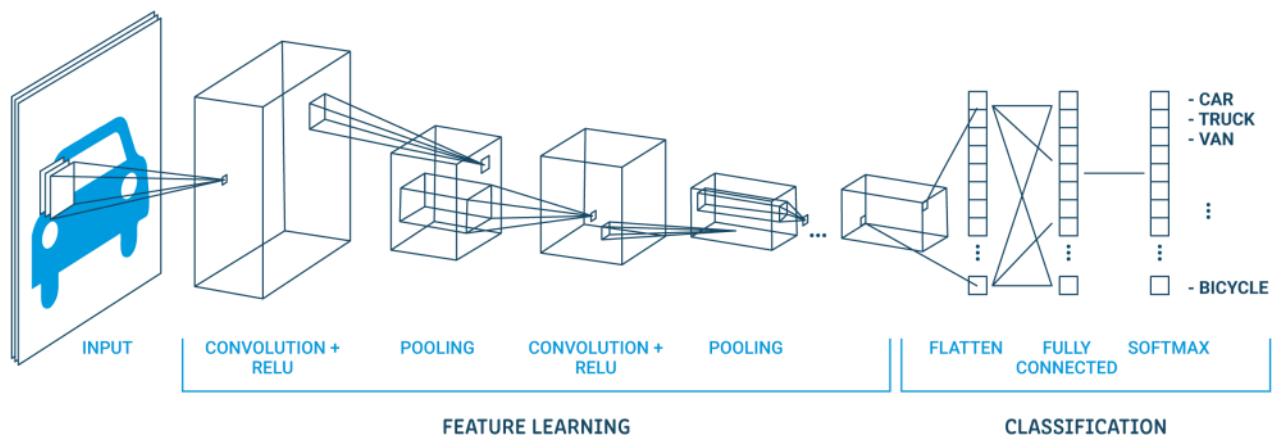 - CAR
- TRUCK
- VAN
- BICYCLE
INPUT
CONVOLUTION +
RELU
POOLING
CONVOLUTION +
RELU
POOLING
FLATTEN
FULLY
CONNECTED
SOFTMAX
FEATURE LEARNING
CLASSIFICATION